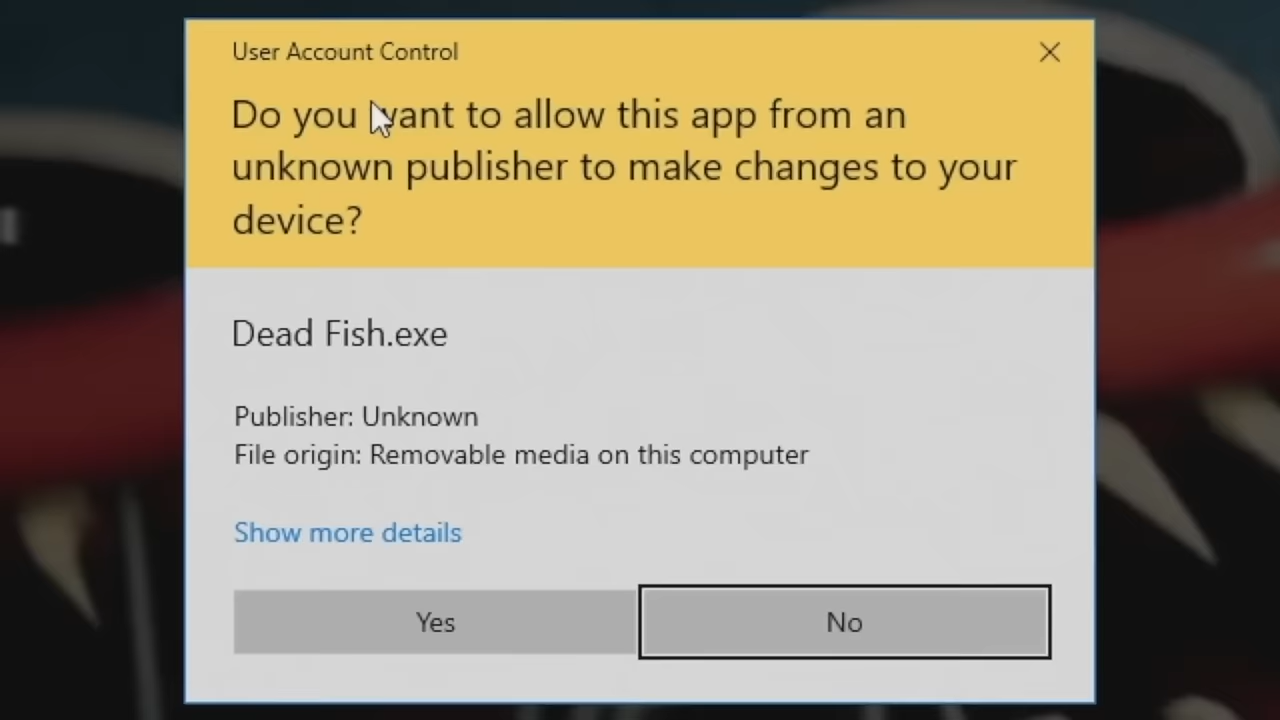 User Account Control
Do you want to allow this app from an
unknown publisher to make changes to your
device?
Dead Fish.exe
Publisher: Unknown
File origin: Removable media on this computer
Show more details
Yes
No